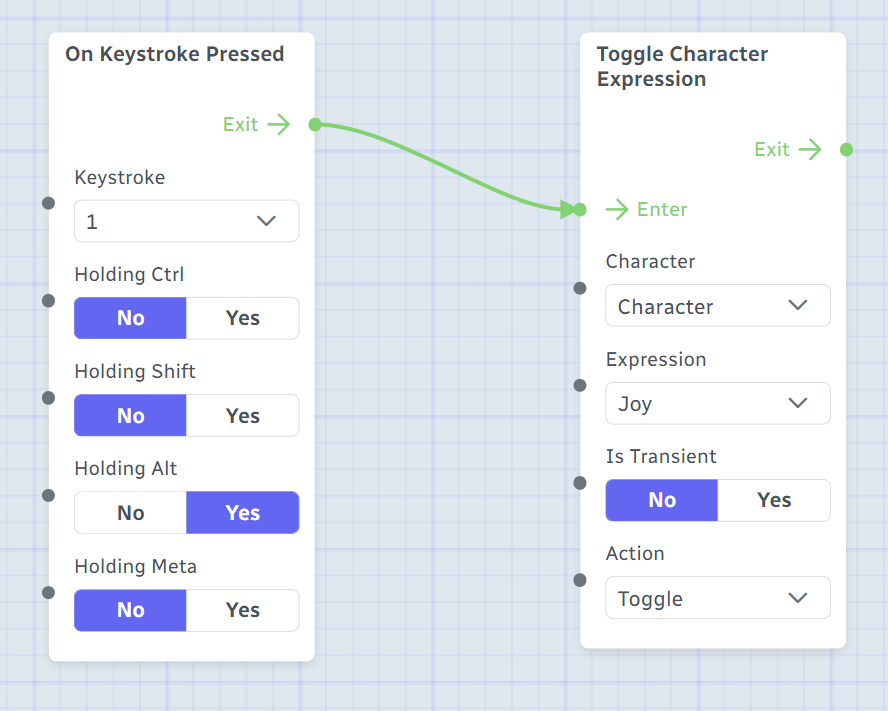 On Keystroke Pressed
Exit
Keystroke
1
Holding Ctrl
No Yes
Holding Shift
No Yes
Holding Alt
No Yes
Holding Meta
No Yes
Toggle Character
Expression
Exit
Enter
Character
Character
Expression
Joy
Is Transient
No Yes
Action
Toggle